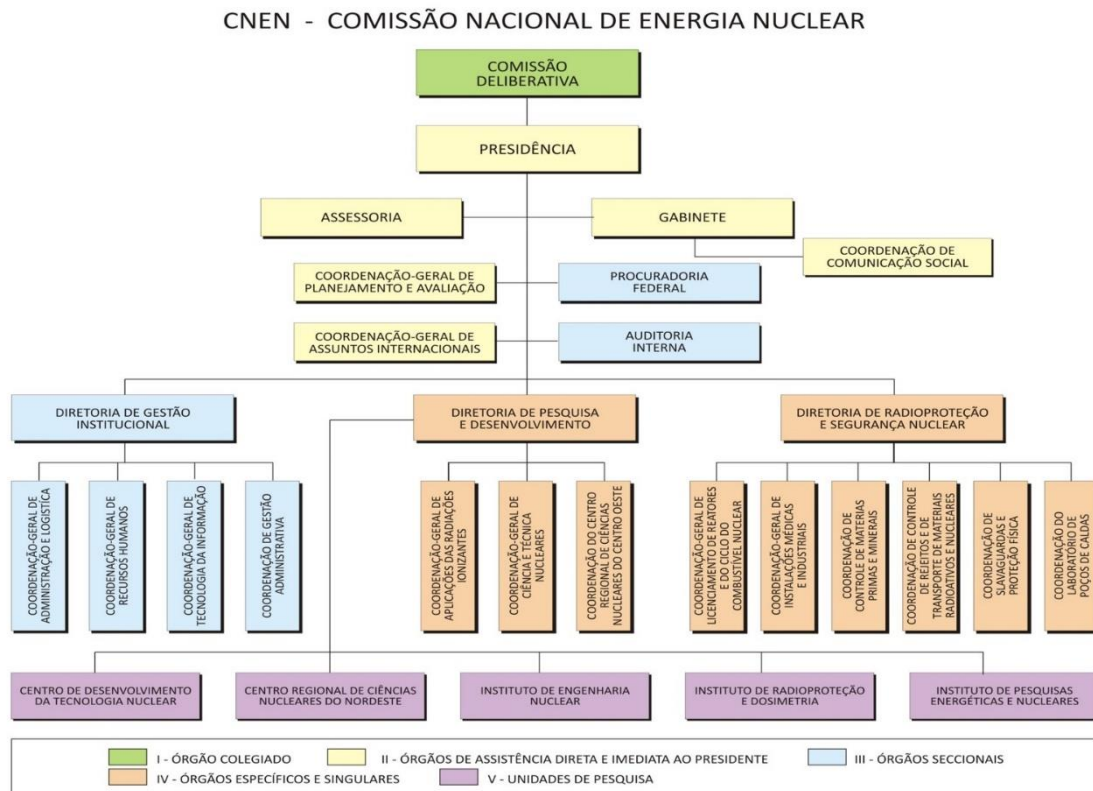 CNEN - COMISSÃO NACIONAL DE ENERGIA NUCLEAR
COMISSÃO
DELIBERATIVA
PRESIDÊNCIA
ASSESSORIA
GABINETE
COORDENAÇÃO DE
COMUNICAÇÃO SOCIAL
COORDENAÇÃO-GERAL DE
PLANEJAMENTO E AVALIAÇÃO
PROCURADORIA
FEDERAL
COORDENAÇÃO-GERAL DE
ASSUNTOS INTERNACIONAIS
AUDITORIA
INTERNA
DIRETORIA DE GESTÃO
INSTITUCIONAL
DIRETORIA DE PESQUISA
E DESENVOLVIMENTO
DIRETORIA DE RADIOPROTEÇÃO
E SEGURANÇA NUCLEAR
COORDENAÇÃO-GERAL DE
ADMINISTRAÇÃO E LOGISTÍCA
COORDENAÇÃO-GERAL DE
RECURSOS HUMANOS
COORDENAÇÃO-GERAL DE
TECNOLOGIA DA INFORMAÇÃO
COORDENAÇÃO DE GESTÃO
ADMINISTRATIVA
COORDENAÇÃO-GERAL DE
APLICAÇÕES DAS RADIAÇÕES
IONIZANTES
COORDENAÇÃO-GERAL DE
CIÊNCIA E TÉCNICA
NUCLEARES
COORDENAÇÃO DO CENTRO
REGIONAL DE CIÊNCIAS
NUCLEARES DO CENTRO OESTE
COORDENAÇÃO-GERAL DE
LICENCIAMENTO DE REATORES
E DO CICLO DO
COMBUSTÍVEL NUCLEAR
COORDENAÇÃO-GERAL DE
INSTALAÇÕES MÉDICAS
E INDUSTRIAIS
COORDENAÇÃO DE
CONTROLE DE MATERIAS
PRIMAS E MINERAIS
COORDENAÇÃO DE CONTROLE
DE REJEITOS E DE
TRANSPORTE DE MATERIAIS
RADIOATIVOS E NUCLEARES
COORDENAÇÃO DE
SLAVAGUARDAS E
PROTEÇÃO FÍSICA
COORDENAÇÃO DO
LABORATÓRIO DE
POÇOS DE CALDAS
CENTRO DE DESENVOLVIMENTO
DA TECNOLOGIA NUCLEAR
CENTRO REGIONAL DE CIÊNCIAS
NUCLEARES DO NORDESTE
INSTITUTO DE ENGENHARIA
NUCLEAR
INSTITUTO DE RADIOPROTEÇÃO
E DOSIMETRIA
INSTITUTO DE PESQUISAS
ENERGÉTICAS E NUCLEARES
I - ÓRGÃO COLEGIADO
II - ÓRGÃOS DE ASSISTÊNCIA DIRETA E IMEDIATA AO PRESIDENTE
III - ÓRGÃOS SECCIONAIS
IV - ÓRGÃOS ESPECÍFICOS E SINGULARES
V - UNIDADES DE PESQUISA